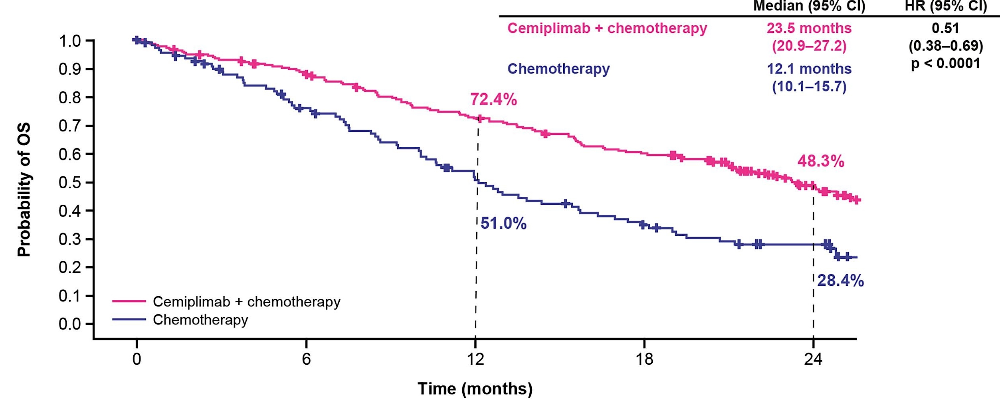 Median (95% CI) HR (95% CI)
Cemiplimab + chemotherapy 23.5 months 0.51
(20.9–27.2) (0.38–0.69)
p < 0.0001
Chemotherapy 12.1 months
(10.1–15.7)
1.0
0.9
0.8
0.7
0.6
0.5
0.4
0.3
0.2
0.1
0.0
Probability of OS
72.4%
48.3%
51.0%
28.4%
Cemiplimab + chemotherapy
Chemotherapy
0 6 12 18 24
Time (months)